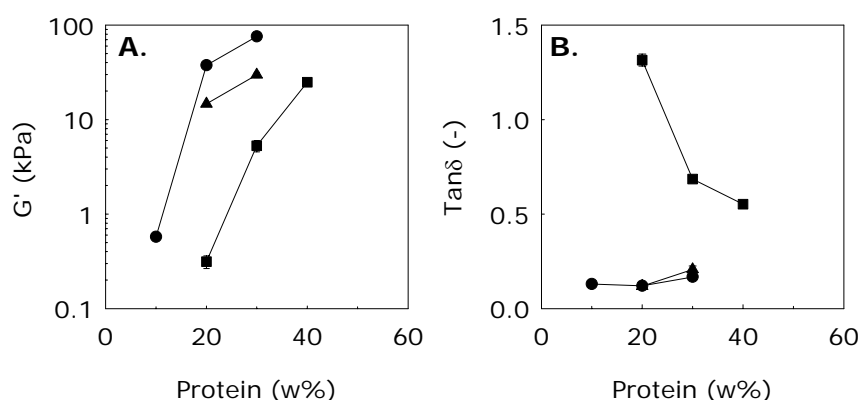 A.
G' (kPa)
100
10
1
0.1
0 20 40 60
Protein (w%)
B.
Tanδ (-)
1.5
1.0
0.5
0.0
0 20 40 60
Protein (w%)